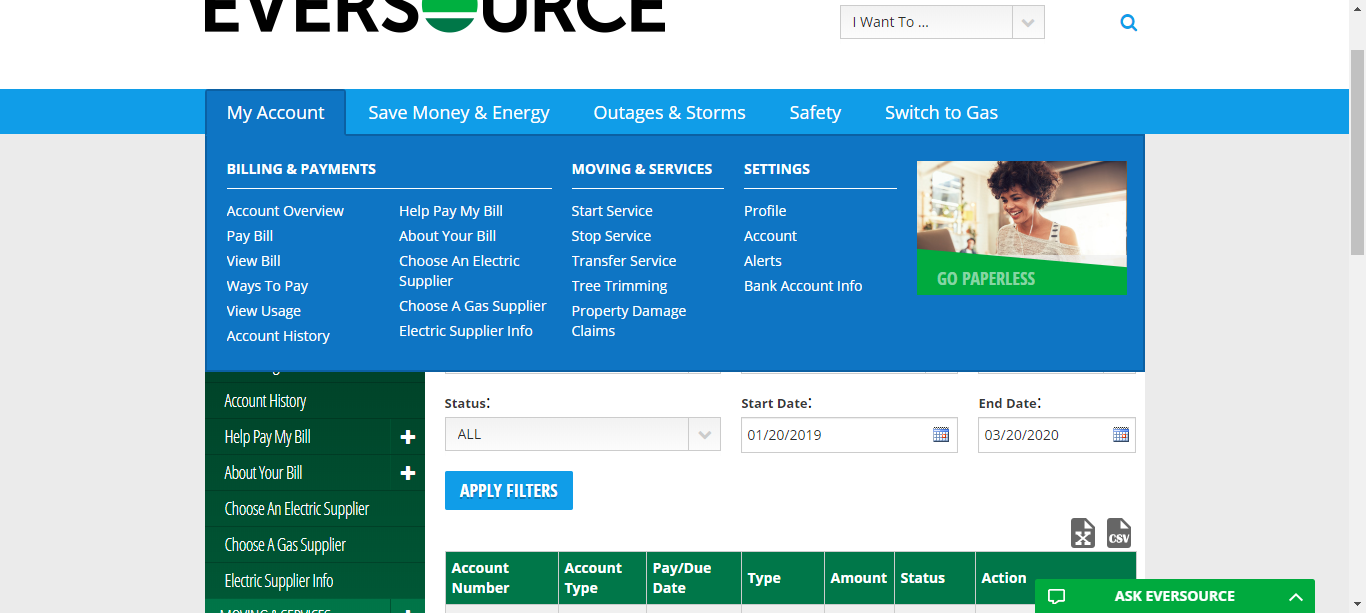 EVERSOURCE
I Want To ...
My Account
Save Money & Energy
Outages & Storms
Safety
Switch to Gas
BILLING & PAYMENTS
Account Overview
Pay Bill
View Bill
Ways To Pay
View Usage
Account History
Help Pay My Bill
About Your Bill
Choose An Electric
Supplier
Choose A Gas Supplier
Electric Supplier Info
MOVING & SERVICES
Start Service
Stop Service
Transfer Service
Tree Trimming
Property Damage
Claims
SETTINGS
Profile
Account
Alerts
Bank Account Info
GO PAPERLESS
Account History
Help Pay My Bill
About Your Bill
Choose An Electric Supplier
Choose A Gas Supplier
Electric Supplier Info
MOVING & SERVICES
Status:
ALL
Start Date:
01/20/2019
End Date:
03/20/2020
APPLY FILTERS
X
CSV
Account
Number
Account
Type
Pay/Due
Date
Type
Amount
Status
Action
ASK EVERSOURCE